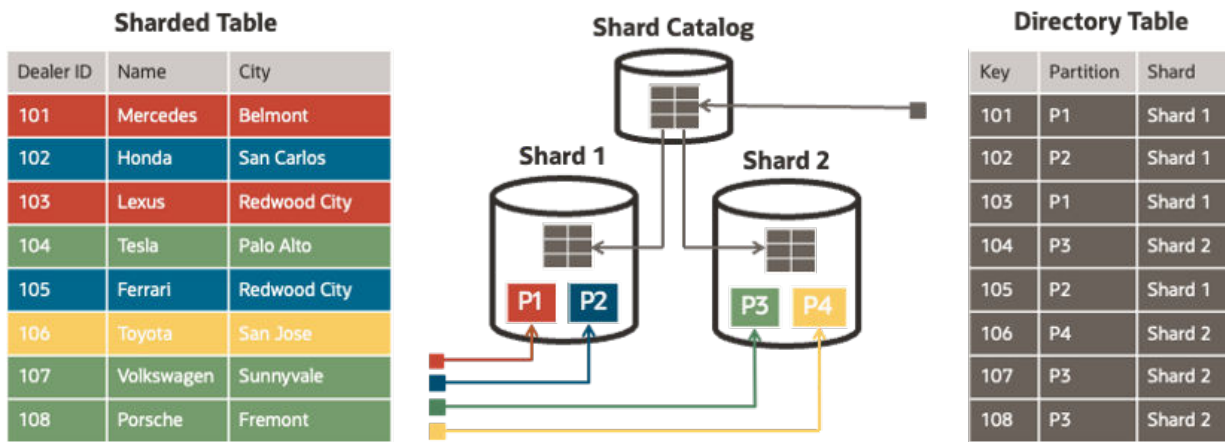 Sharded Table
Dealer ID Name City
101 Mercedes Belmont
102 Honda San Carlos
103 Lexus Redwood City
104 Tesla Palo Alto
105 Ferrari Redwood City
106 Toyota San Jose
107 Volkswagen Sunnyvale
108 Porsche Fremont
Shard Catalog
Shard 1
Shard 2
P1 P2
P3 P4
Directory Table
Key Partition Shard
101 P1 Shard 1
102 P2 Shard 1
103 P1 Shard 1
104 P3 Shard 2
105 P2 Shard 1
106 P4 Shard 2
107 P3 Shard 2
108 P3 Shard 2